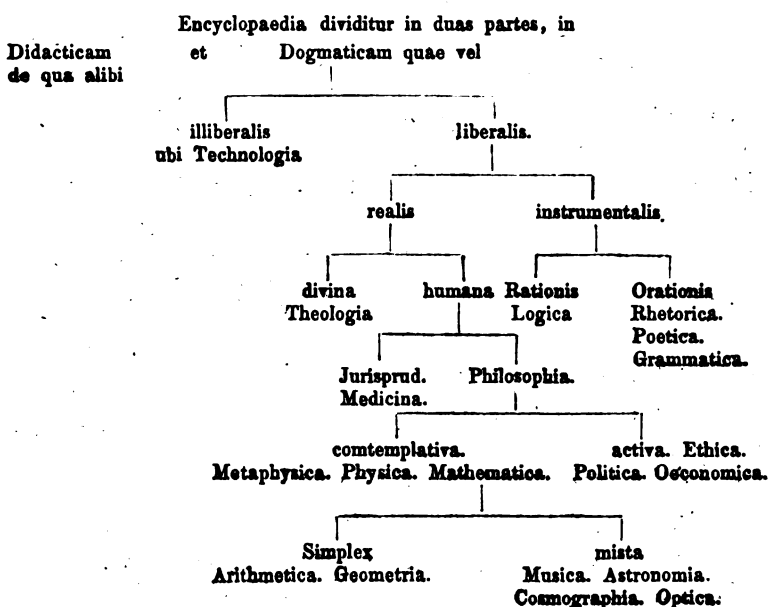 Encyclopaedia dividitur in duas partes, in
Didacticam et Dogmaticam quae vel
de qua alibi
illiberalis liberalis.
ubi Technologia
realis instrumentalis.
divina humana Rationis Orationis
Theologia Logica Rhetorica.
Poetica.
Grammatica.
Jurisprud. Philosophia.
Medicina.
comtemplativa. activa. Ethica.
Metaphysica. Physica. Mathematica. Politica. Oeconomica.
Simplex mista
Arithmetica. Geometria. Musica. Astronomia.
Cosmographia. Optica.